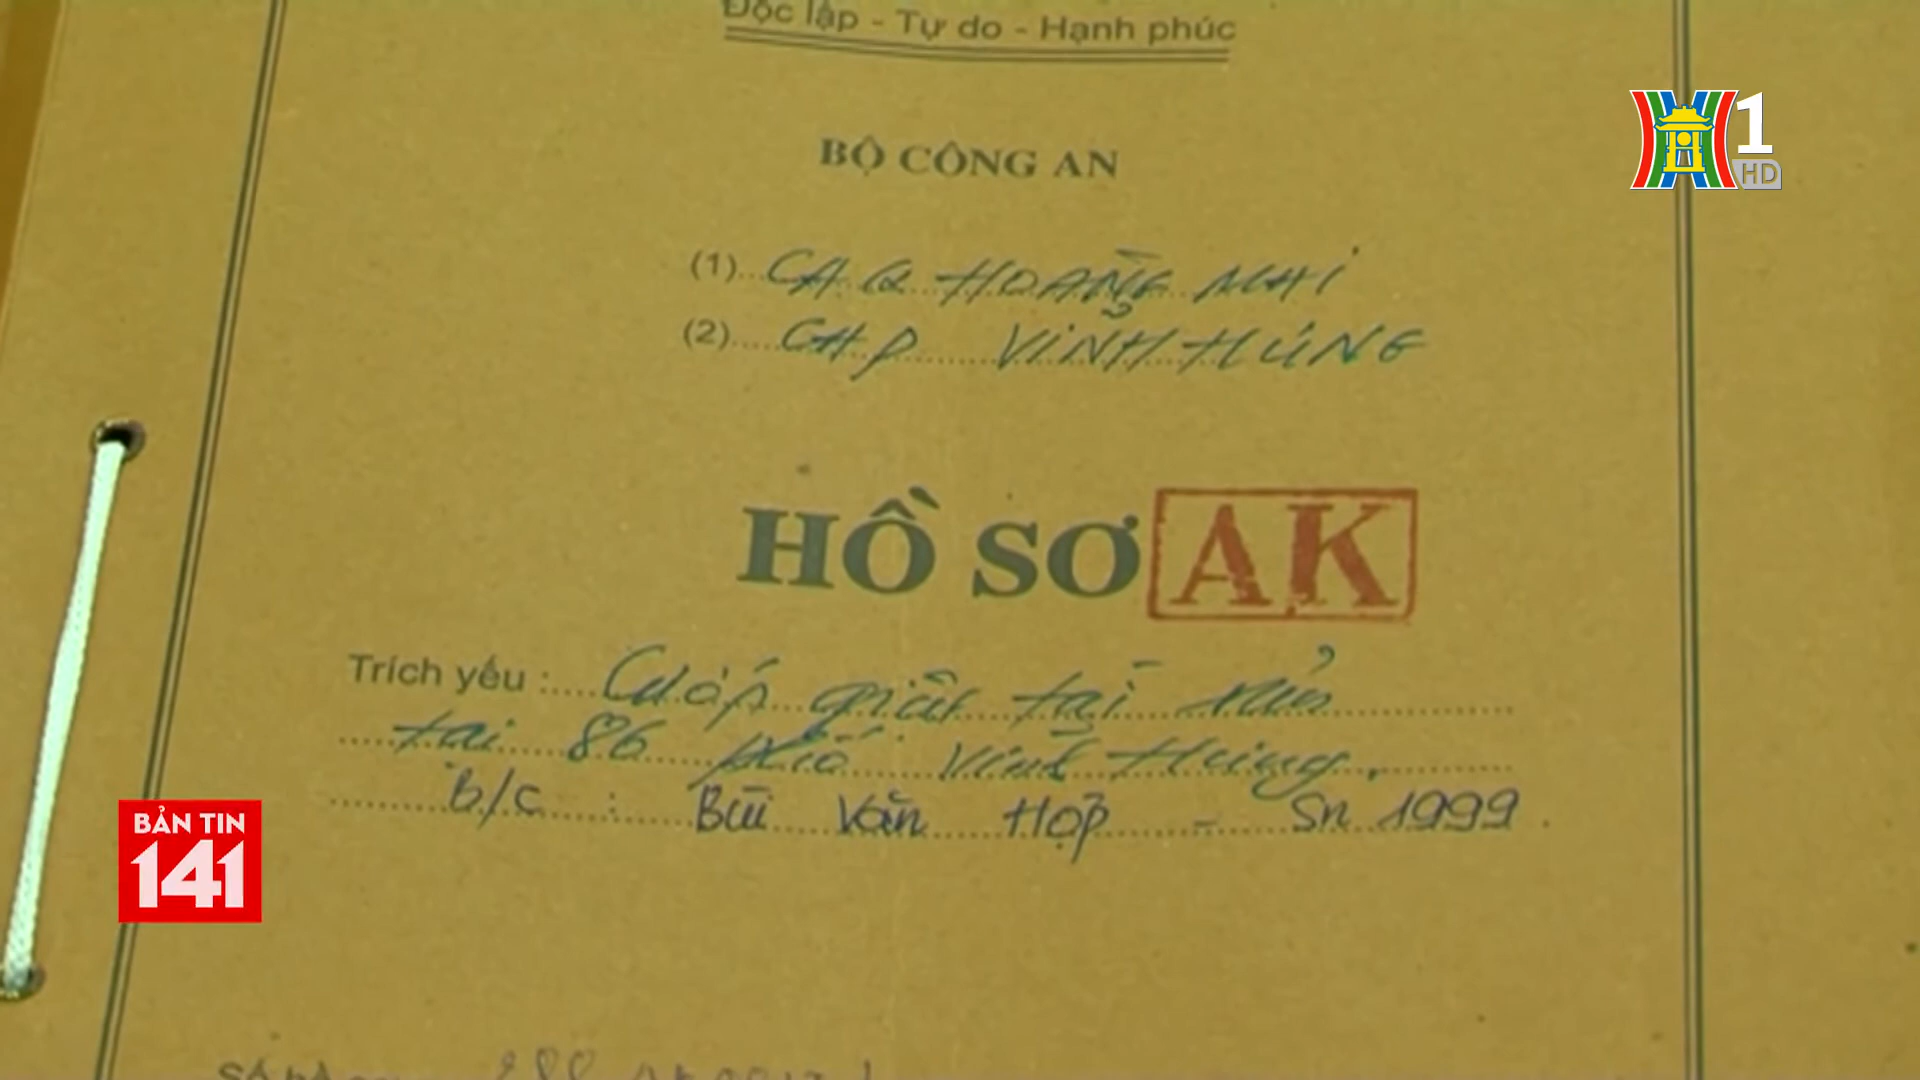 Độc lập - Tự do - Hạnh phúc
BỘ CÔNG AN
1
HD
(1) CA Q HOÀNG MAI
(2) CAP VĨNH HƯNG
HỒ SƠ AK
Trích yếu : Cướp giật tài sản
tại 86 phố Vĩnh Hưng.
b/c : Bùi Văn Hợp - Sn 1999
BẢN TIN
141